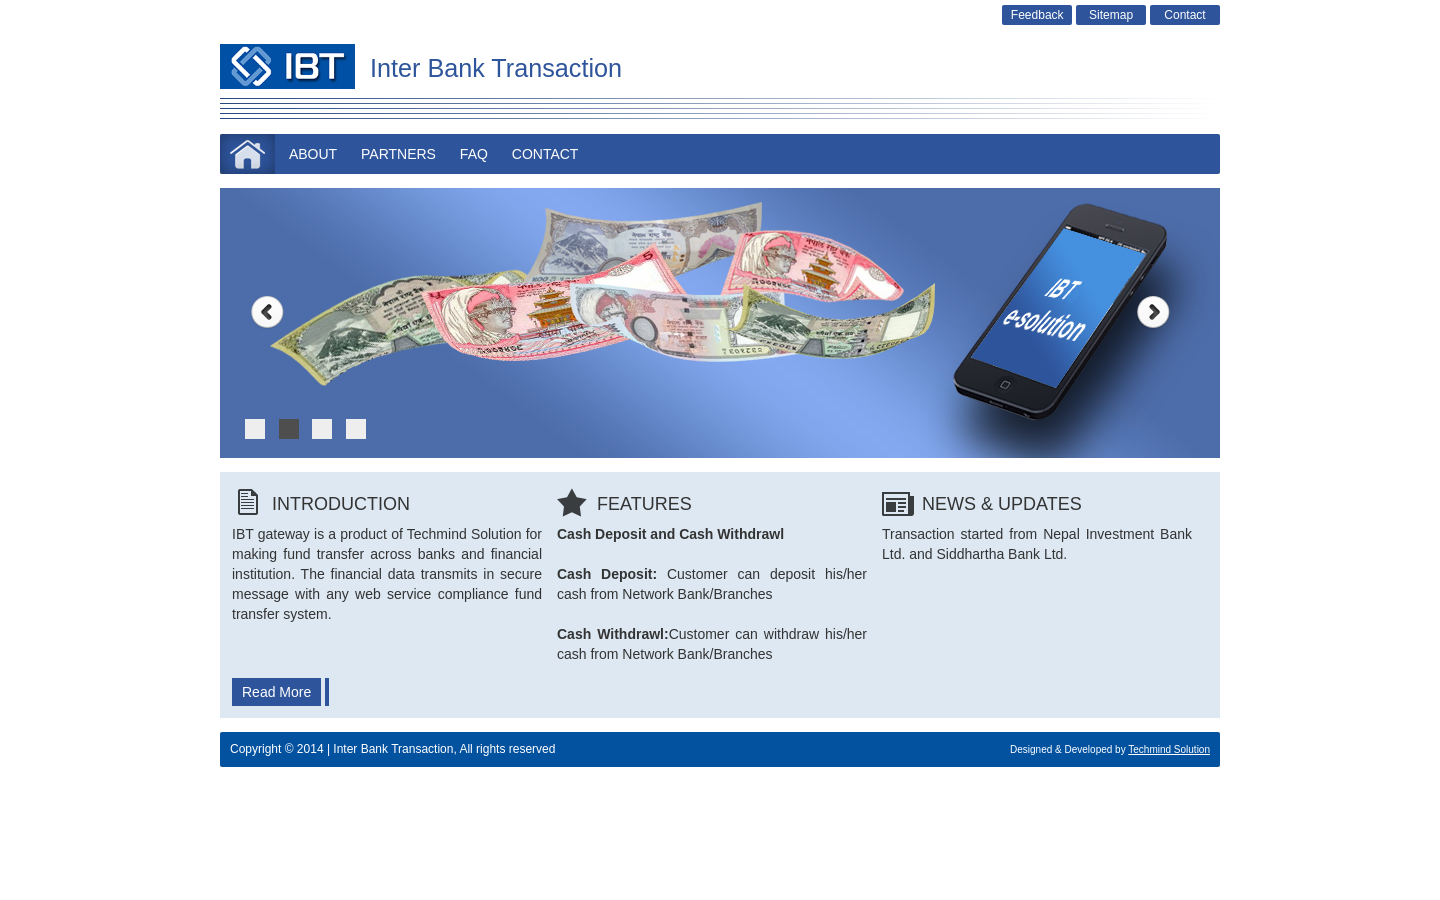 Feedback Sitemap Contact
IBT Inter Bank Transaction
ABOUT PARTNERS FAQ CONTACT
IBT
e-solution
INTRODUCTION
IBT gateway is a product of Techmind Solution for
making fund transfer across banks and financial
institution. The financial data transmits in secure
message with any web service compliance fund
transfer system.
Read More
FEATURES
Cash Deposit and Cash Withdrawl
Cash Deposit: Customer can deposit his/her
cash from Network Bank/Branches
Cash Withdrawl:Customer can withdraw his/her
cash from Network Bank/Branches
NEWS & UPDATES
Transaction started from Nepal Investment Bank
Ltd. and Siddhartha Bank Ltd.
Copyright © 2014 | Inter Bank Transaction, All rights reserved
Designed & Developed by Techmind Solution